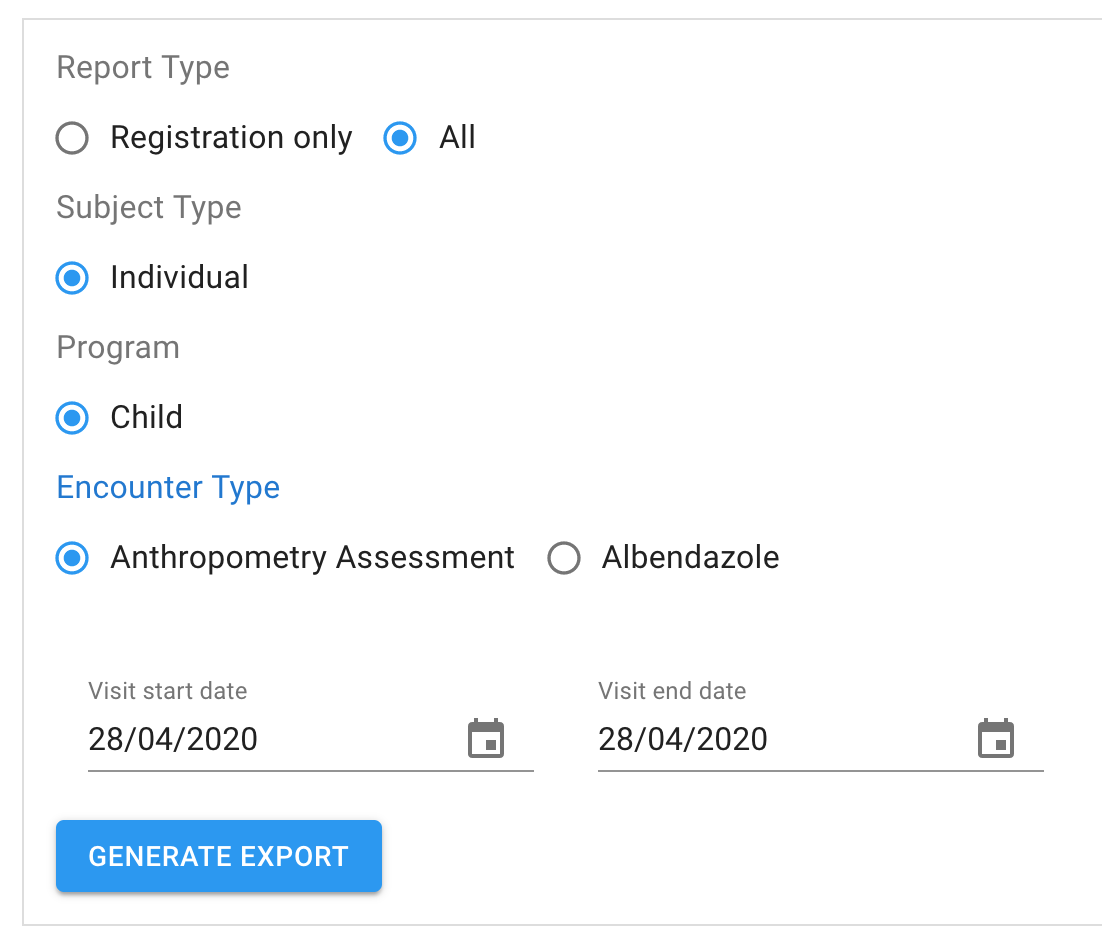 Report Type
Registration only All
Subject Type
Individual
Program
Child
Encounter Type
Anthropometry Assessment Albendazole
Visit start date Visit end date
28/04/2020 28/04/2020
GENERATE EXPORT